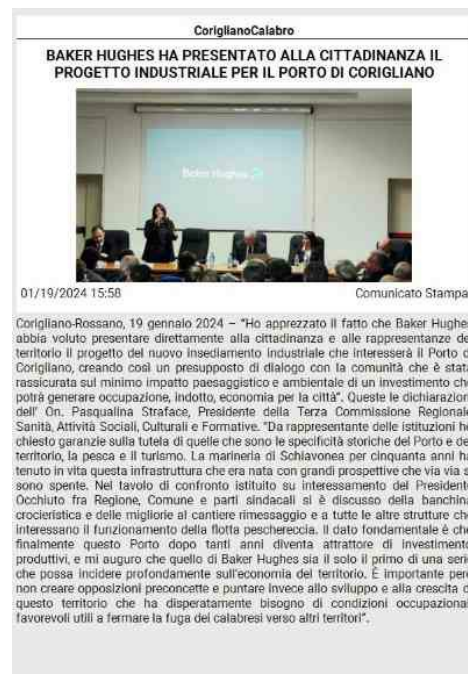 CoriglianoCalabro
BAKER HUGHES HA PRESENTATO ALLA CITTADINANZA IL
PROGETTO INDUSTRIALE PER IL PORTO DI CORIGLIANO
Baker Hughes
01/19/2024 15:58
Comunicato Stampa
Corigliano-Rossano, 19 gennaio 2024 – "Ho apprezzato il fatto che Baker Hughe
abbia voluto presentare direttamente alla cittadinanza e alle rappresentanze de
territorio il progetto del nuovo insediamento industriale che interesserà il Porto d
Corigliano, creando così un presupposto di dialogo con la comunità che è stata
rassicurata sul minimo impatto paesaggistico e ambientale di un investimento ch
potrà generare occupazione, indotto, economia per la città". Queste le dichiarazion
dell' On. Pasqualina Straface, Presidente della Terza Commissione Regionale
Sanità, Attività Sociali, Culturali e Formative. "Da rappresentante delle istituzioni h
chiesto garanzie sulla tutela di quelle che sono le specificità storiche del Porto e de
territorio, la pesca e il turismo. La marineria di Schiavonea per cinquanta anni ha
tenuto in vita questa infrastruttura che era nata con grandi prospettive che via via s
sono spente. Nel tavolo di confronto istituito su interessamento del Presidente
Occhiuto fra Regione, Comune e parti sindacali si è discusso della banchina
crocieristica e delle migliorie al cantiere rimessaggio e a tutte le altre strutture che
interessano il funzionamento della flotta peschereccia. Il dato fondamentale è che
finalmente questo Porto dopo tanti anni diventa attrattore di investimento
produttivi, e mi auguro che quello di Baker Hughes sia il solo il primo di una seri
che possa incidere profondamente sull'economia del territorio. È importante però
non creare opposizioni preconcette e puntare invece allo sviluppo e alla crescita d
questo territorio che ha disperatamente bisogno di condizioni occupazional
favorevoli utili a fermare la fuga dei calabresi verso altri territori".